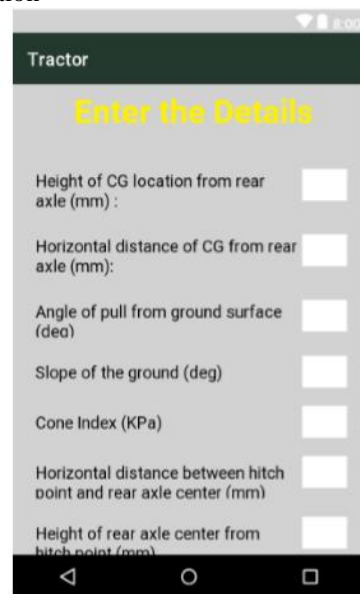 8:00
Tractor
Enter the Details
Height of CG location from rear
axle (mm) :
Horizontal distance of CG from rear
axle (mm):
Angle of pull from ground surface
(deg)
Slope of the ground (deg)
Cone Index (KPa)
Horizontal distance between hitch
point and rear axle center (mm)
Height of rear axle center from
hitch point (mm)